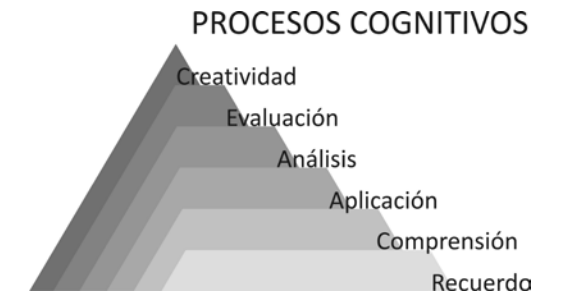 PROCESOS COGNITIVOS
Creatividad
Evaluación
Análisis
Aplicación
Comprensión
Recuerdo